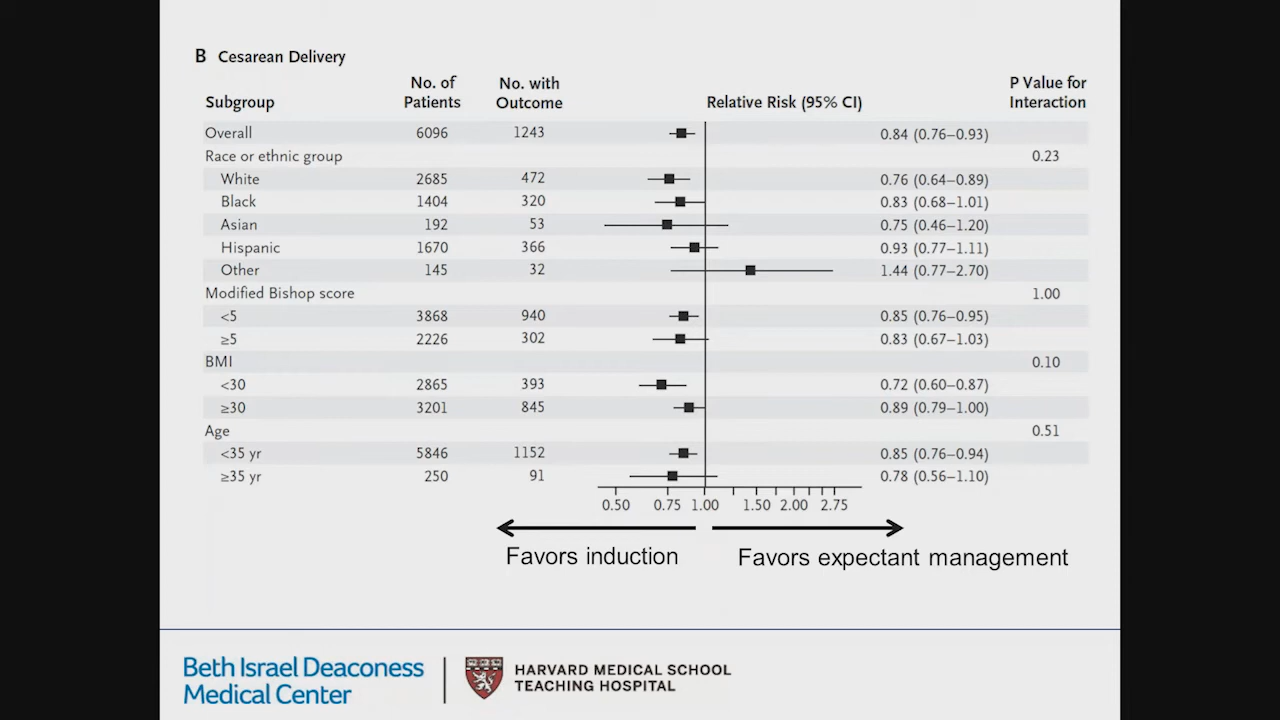 B Cesarean Delivery
Subgroup No. of Patients No. with Outcome Relative Risk (95% CI) P Value for Interaction
Overall 6096 1243 0.84 (0.76–0.93)
Race or ethnic group 0.23
White 2685 472 0.76 (0.64–0.89)
Black 1404 320 0.83 (0.68–1.01)
Asian 192 53 0.75 (0.46–1.20)
Hispanic 1670 366 0.93 (0.77–1.11)
Other 145 32 1.44 (0.77–2.70)
Modified Bishop score 1.00
<5 3868 940 0.85 (0.76–0.95)
≥5 2226 302 0.83 (0.67–1.03)
BMI 0.10
<30 2865 393 0.72 (0.60–0.87)
≥30 3201 845 0.89 (0.79–1.00)
Age 0.51
<35 yr 5846 1152 0.85 (0.76–0.94)
≥35 yr 250 91 0.78 (0.56–1.10)
0.50 0.75 1.00 1.50 2.00 2.75
Favors induction Favors expectant management
Beth Israel Deaconess
Medical Center
HARVARD MEDICAL SCHOOL
TEACHING HOSPITAL